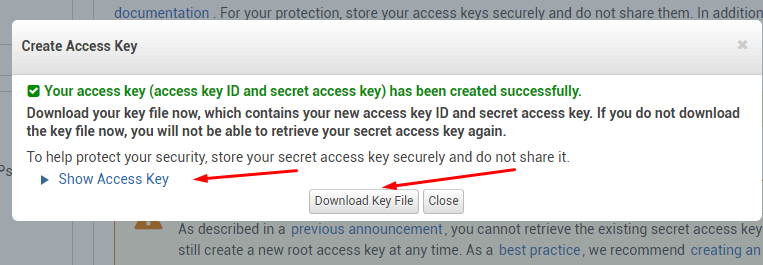 documentation . For your protection, store your access keys securely and do not share them. In addition
Create Access Key
Your access key (access key ID and secret access key) has been created successfully.
Download your key file now, which contains your new access key ID and secret access key. If you do not download
the key file now, you will not be able to retrieve your secret access key again.
To help protect your security, store your secret access key securely and do not share it.
Ps
Show Access Key
Download Key File Close
As described in a previous announcement, you cannot retrieve the existing secret access key
still create a new root access key at any time. As a best practice, we recommend creating an